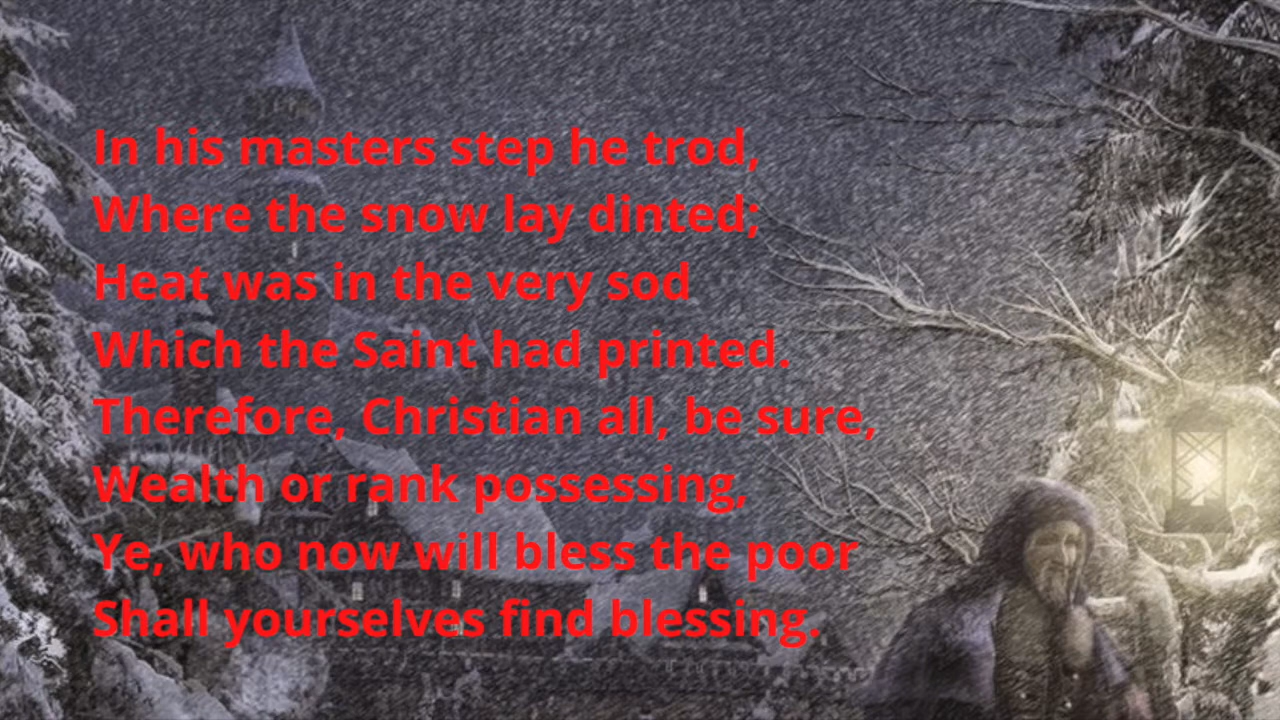 In his masters step he trod,
Where the snow lay dinted;
Heat was in the very sod
Which the Saint had printed.
Therefore, Christian all, be sure,
Wealth or rank possessing,
Ye, who now will bless the poor
Shall yourselves find blessing.